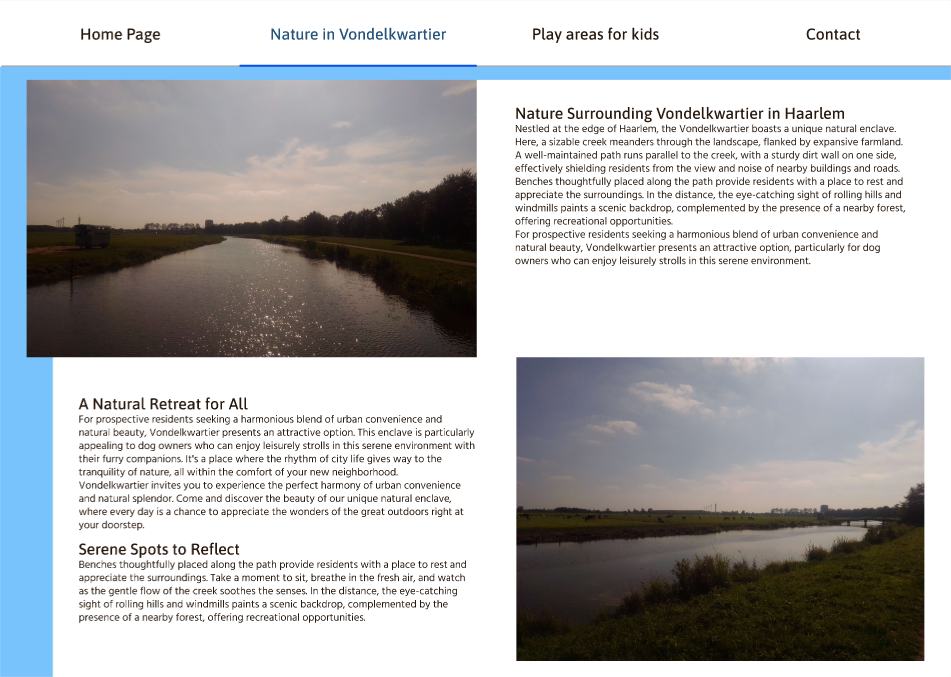 Home Page
Nature in Vondelkwartier
Play areas for kids
Contact
Nature Surrounding Vondelkwartier in Haarlem
Nestled at the edge of Haarlem, the Vondelkwartier boasts a unique natural enclave.
Here, a sizable creek meanders through the landscape, flanked by expansive farmland.
A well-maintained path runs parallel to the creek, with a sturdy dirt wall on one side,
effectively shielding residents from the view and noise of nearby buildings and roads.
Benches thoughtfully placed along the path provide residents with a place to rest and
appreciate the surroundings. In the distance, the eye-catching sight of rolling hills and
windmills paints a scenic backdrop, complemented by the presence of a nearby forest,
offering recreational opportunities.
For prospective residents seeking a harmonious blend of urban convenience and
natural beauty, Vondelkwartier presents an attractive option, particularly for dog
owners who can enjoy leisurely strolls in this serene environment.
A Natural Retreat for All
For prospective residents seeking a harmonious blend of urban convenience and
natural beauty, Vondelkwartier presents an attractive option. This enclave is particularly
appealing to dog owners who can enjoy leisurely strolls in this serene environment with
their furry companions. It's a place where the rhythm of city life gives way to the
tranquility of nature, all within the comfort of your new neighborhood.
Vondelkwartier invites you to experience the perfect harmony of urban convenience
and natural splendor. Come and discover the beauty of our unique natural enclave,
where every day is a chance to appreciate the wonders of the great outdoors right at
your doorstep.
Serene Spots to Reflect
Benches thoughtfully placed along the path provide residents with a place to rest and
appreciate the surroundings. Take a moment to sit, breathe in the fresh air, and watch
as the gentle flow of the creek soothes the senses. In the distance, the eye-catching
sight of rolling hills and windmills paints a scenic backdrop, complemented by the
presence of a nearby forest, offering recreational opportunities.